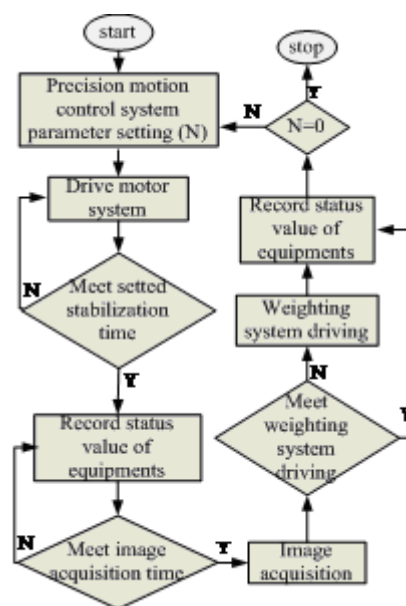 start
Precision motion
control system
parameter setting (N)
Drive motor
system
N
Meet setted
stabilization
time
Y
Record status
value of
equipments
N
Meet image
acquisition time
Y
Image
acquisition
Meet
weighting
system
driving
Y
N
Weighting
system driving
Record status
value of
equipments
N=0
N
Y
stop